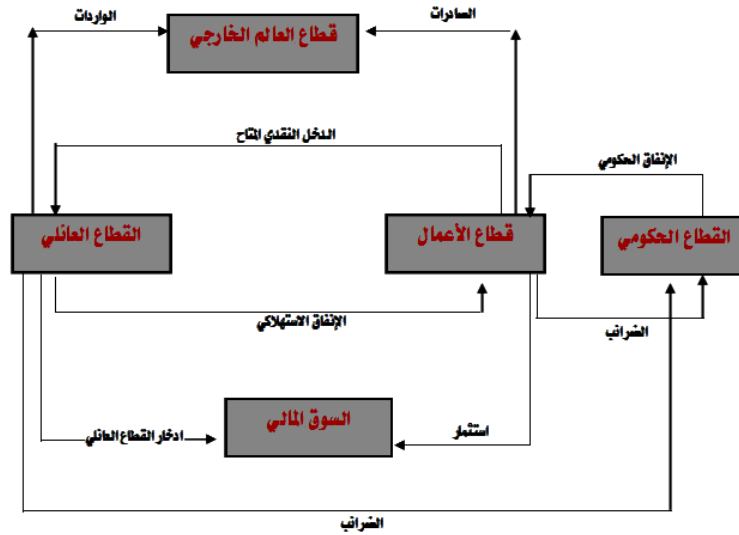 الواردات
السادرات
قطاع العالم الخارجي
الدخل النقدي المتاح
الإنفاق الحكومي
القطاع العائلي
قطاع الأعمال
القطاع الحكومي
الإنفاق الاستهلاكي
الضرائب
السوق المالي
ادخار القطاع العائلي
استثمار
الضرائب